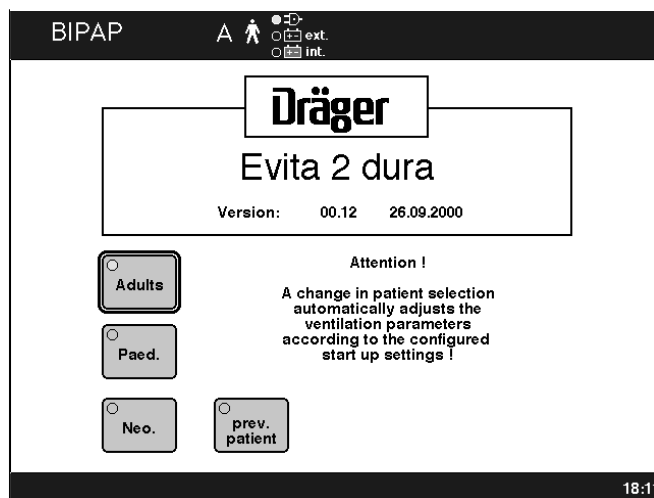 BIPAP A ext.
int.
Dräger
Evita 2 dura
Version: 00.12 26.09.2000
Adults
Paed.
Neo.
prev.
patient
Attention !
A change in patient selection
automatically adjusts the
ventilation parameters
according to the configured
start up settings !